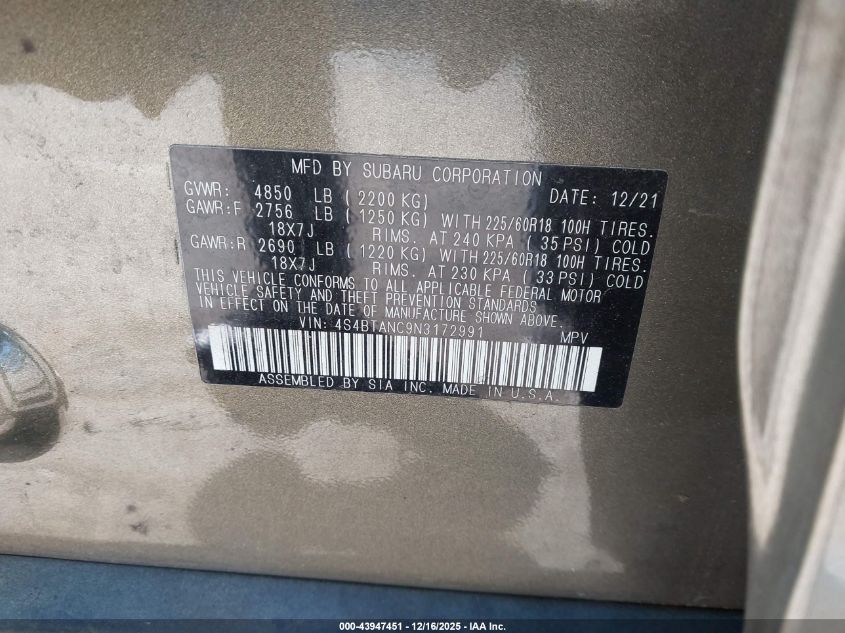 MFD BY SUBARU CORPORATION
GVWR: 4850 LB ( 2200 KG) DATE: 12/21
GAWR:F 2756 LB ( 1250 KG) WITH 225/60R18 100H TIRES.
18X7J RIMS. AT 240 KPA ( 35 PSI) COLD
GAWR:R 2690 LB ( 1220 KG) WITH 225/60R18 100H TIRES.
18X7J RIMS. AT 230 KPA ( 33 PSI) COLD
THIS VEHICLE CONFORMS TO ALL APPLICABLE FEDERAL MOTOR
VEHICLE SAFETY AND THEFT PREVENTION STANDARDS
IN EFFECT ON THE DATE OF MANUFACTURE SHOWN ABOVE.
VIN: 4S4BTANC9N3172991 MPV
ASSEMBLED BY SIA INC. MADE IN U.S.A.
000-43947451 - 12/16/2025 - IAA Inc.